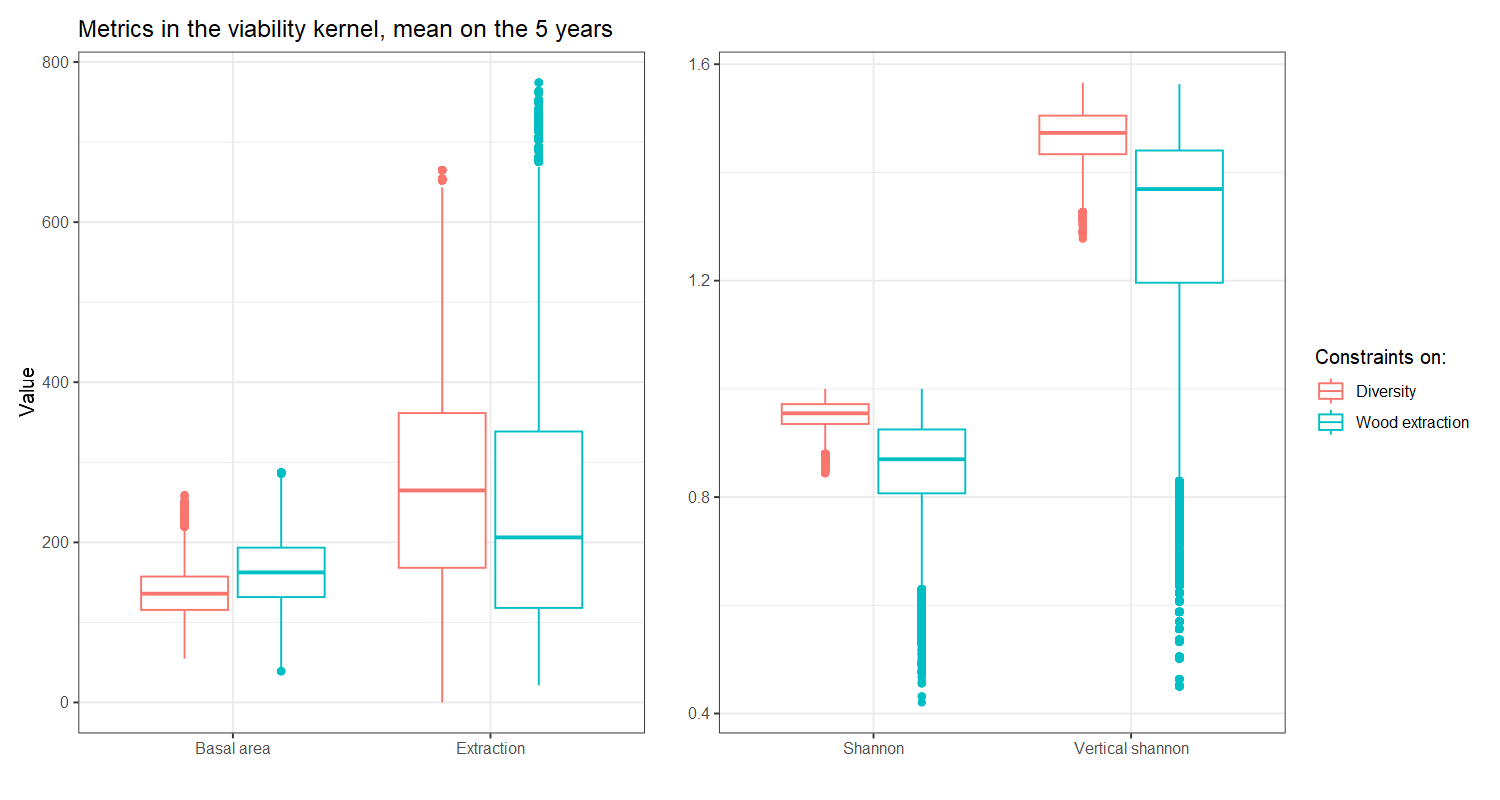 Metrics in the viability kernel, mean on the 5 years
Value
800
600
400
200
0
Basal area
Extraction
1.6
1.2
0.8
0.4
Shannon
Vertical shannon
Constraints on:
Diversity
Wood extraction